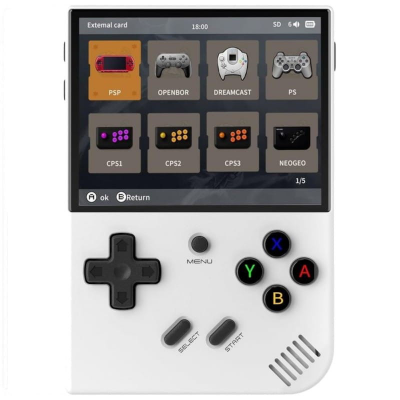 External card
18:00
SD 6
PSP
OPENBOR
DREAMCAST
PS
CPS1
CPS2
CPS3
NEOGEO
1/5
A ok B Return
MENU
X
Y
A
B
SELECT
START